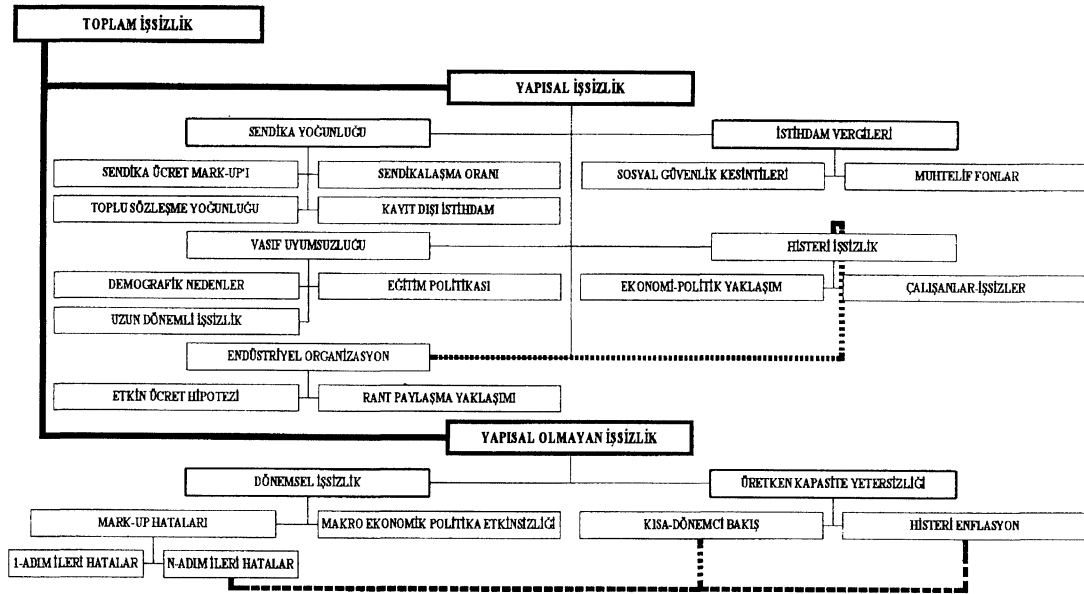 TOPLAM İŞSİZLİK
YAPISAL İŞSİZLİK
SENDİKA YOĞUNLUĞU
İSTİHDAM VERGİLERİ
SENDİKA ÜCRET MARK-UP'I
SENDİKALAŞMA ORANI
SOSYAL GÜVENLİK KESİNTİLERİ
MUHTELİF FONLAR
TOPLU SÖZLEŞME YOĞUNLUĞU
KAYIT DIŞI İSTİHDAM
VASIF UYUMSUZLUĞU
HİSTERİ İŞSİZLİK
DEMOGRAFİK NEDENLER
EĞİTİM POLİTİKASI
EKONOMİ-POLİTİK YAKLAŞIM
ÇALIŞANLAR-İŞSİZLER
UZUN DÖNEMLİ İŞSİZLİK
ENDÜSTRİYEL ORGANİZASYON
ETKİN ÜCRET HİPOTEZİ
RANT PAYLAŞMA YAKLAŞIMI
YAPISAL OLMAYAN İŞSİZLİK
DÖNEMSEL İŞSİZLİK
ÜRETKEN KAPASİTE YETERSİZLİĞİ
MARK-UP HATALARI
MAKRO EKONOMİK POLİTİKA ETKİNSİZLİĞİ
KISA-DÖNEMCİ BAKIŞ
HİSTERİ ENFLASYON
1-ADIM İLERİ HATALAR
N-ADIM İLERİ HATALAR